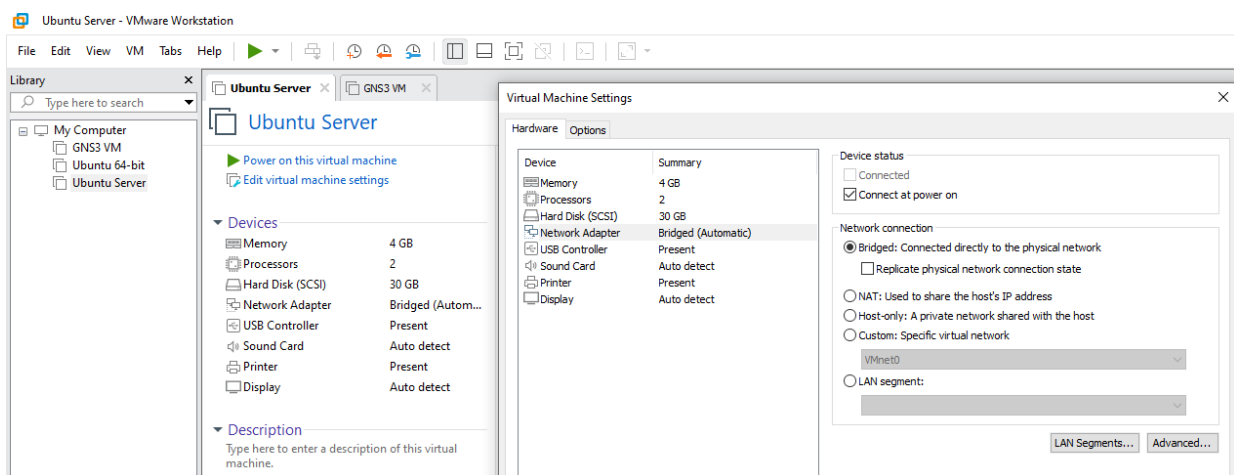 Ubuntu Server - VMware Workstation
File Edit View VM Tabs Help
Library
Type here to search
My Computer
GNS3 VM
Ubuntu 64-bit
Ubuntu Server
Ubuntu Server
GNS3 VM
Ubuntu Server
Power on this virtual machine
Edit virtual machine settings
Devices
Memory 4 GB
Processors 2
Hard Disk (SCSI) 30 GB
Network Adapter Bridged (Autom...
USB Controller Present
Sound Card Auto detect
Printer Present
Display Auto detect
Description
Type here to enter a description of this virtual
machine.
Virtual Machine Settings
Hardware Options
Device Summary
Memory 4 GB
Processors 2
Hard Disk (SCSI) 30 GB
Network Adapter Bridged (Automatic)
USB Controller Present
Sound Card Auto detect
Printer Present
Display Auto detect
Device status
Connected
Connect at power on
Network connection
Bridged: Connected directly to the physical network
Replicate physical network connection state
NAT: Used to share the host's IP address
Host-only: A private network shared with the host
Custom: Specific virtual network
VMnet0
LAN segment:
LAN Segments... Advanced...